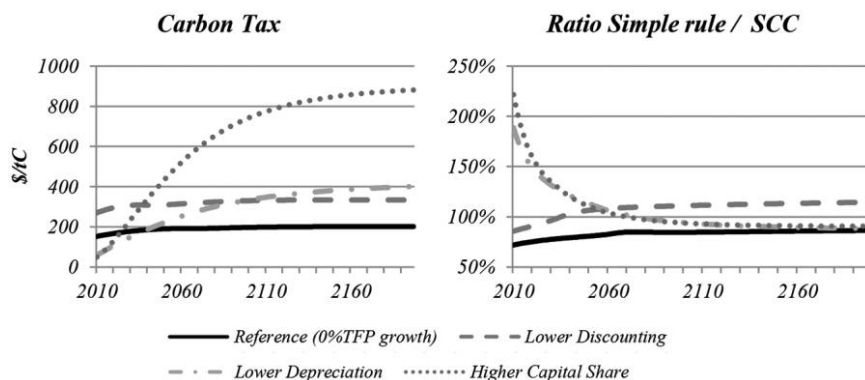 Carbon Tax
$/tC
1000
800
600
400
200
0
2010 2060 2110 2160
Ratio Simple rule / SCC
250%
200%
150%
100%
50%
2010 2060 2110 2160
Reference (0%TFP growth) Lower Discounting
Lower Depreciation Higher Capital Share